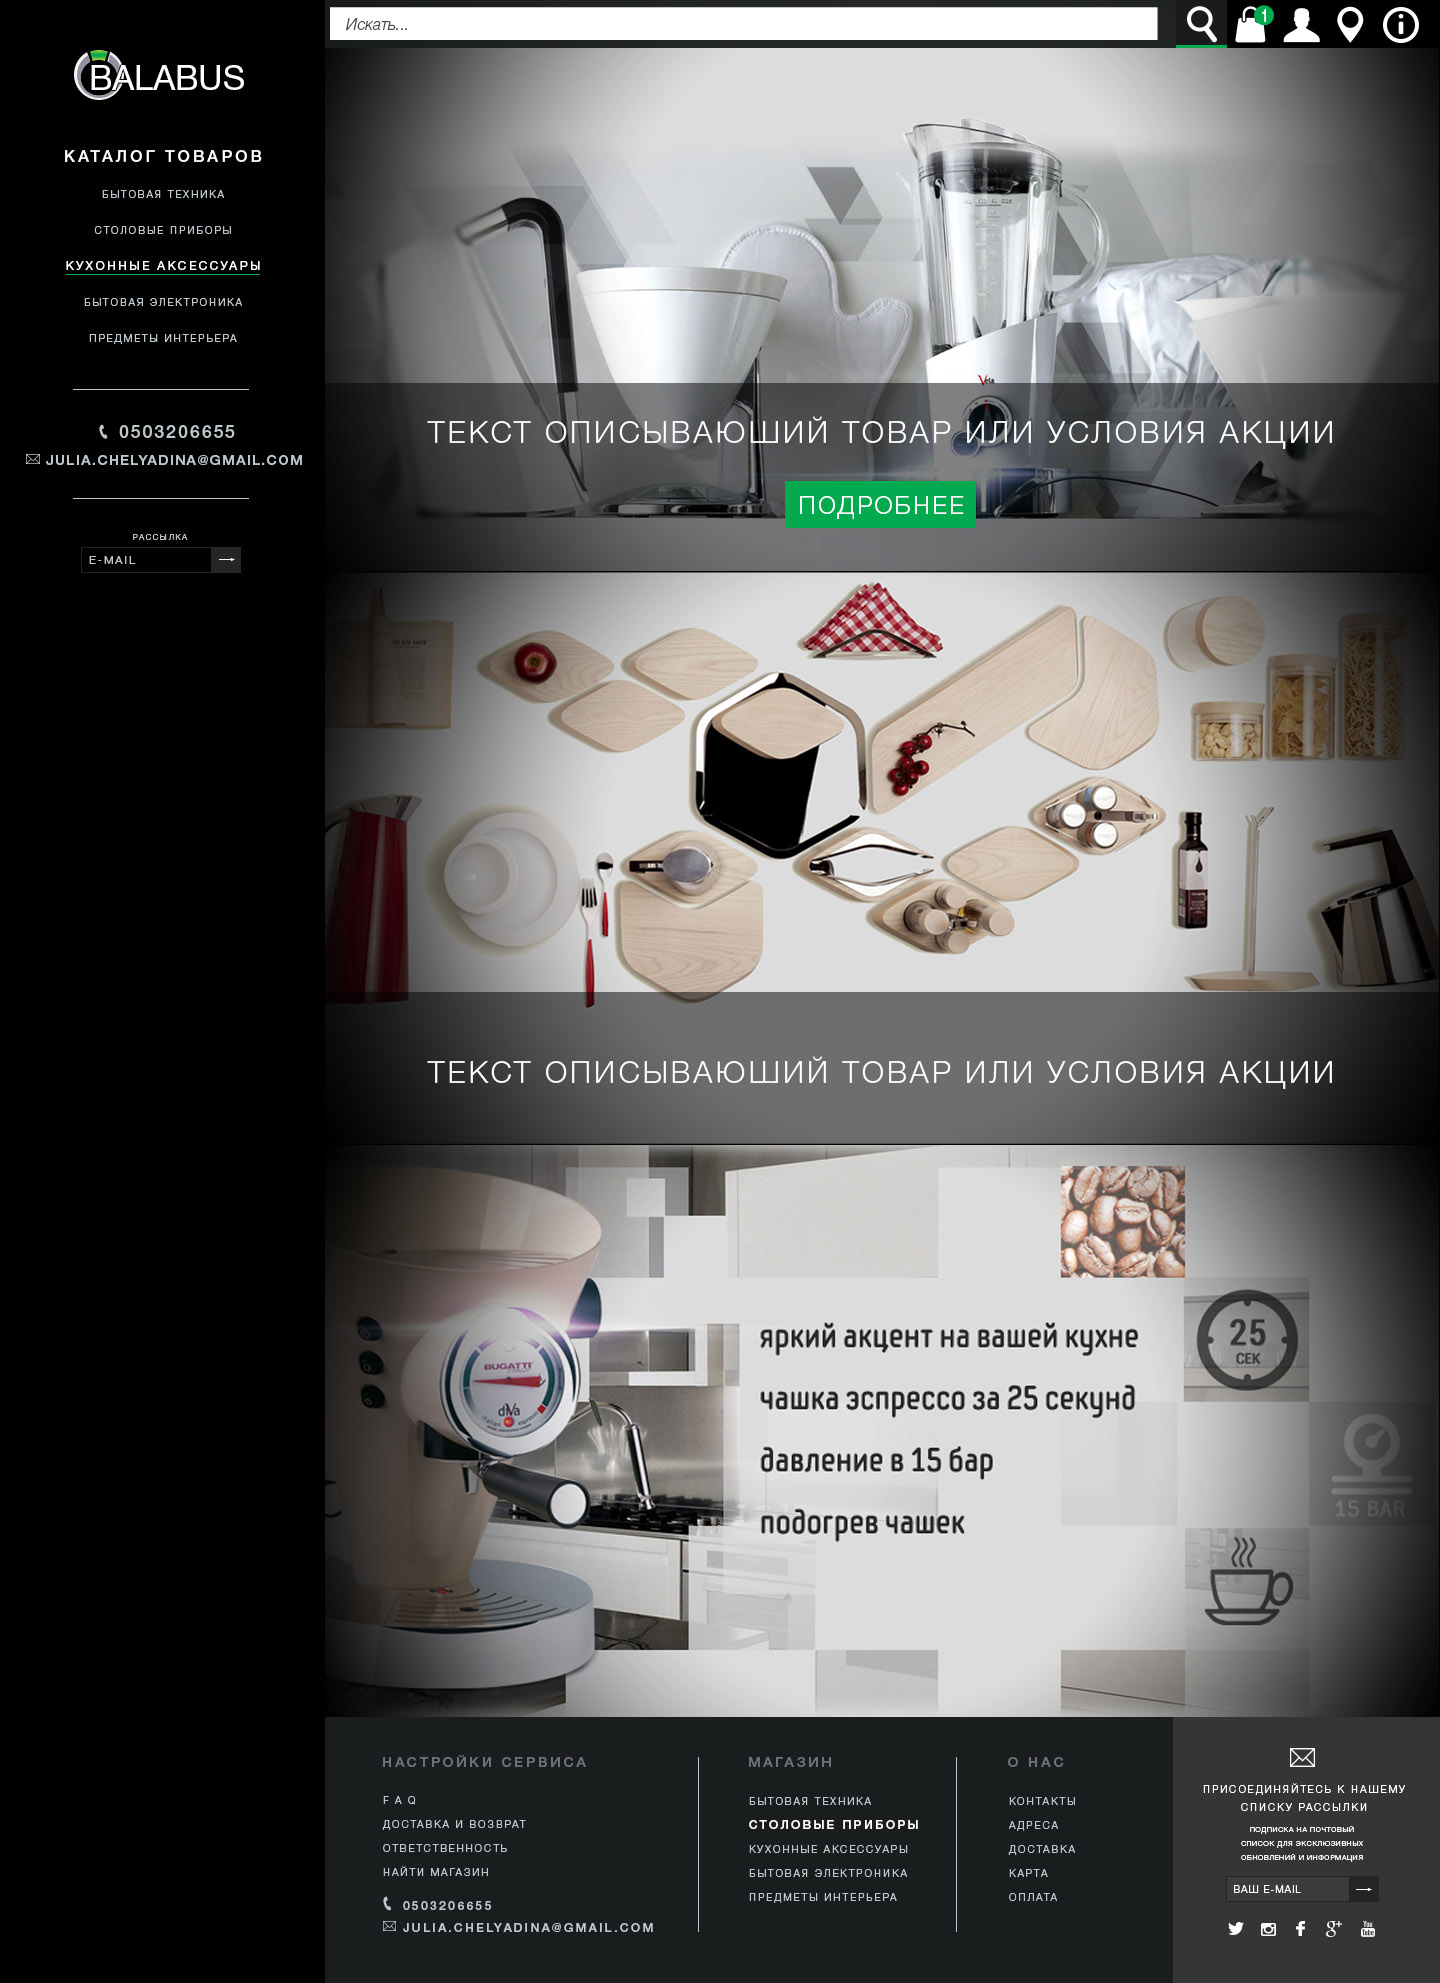 Искать...
1
BALABUS
КАТАЛОГ ТОВАРОВ
БЫТОВАЯ ТЕХНИКА
СТОЛОВЫЕ ПРИБОРЫ
КУХОННЫЕ АКСЕССУАРЫ
БЫТОВАЯ ЭЛЕКТРОНИКА
ПРЕДМЕТЫ ИНТЕРЬЕРА
0503206655
JULIA.CHELYADINA@GMAIL.COM
РАССЫЛКА
E-MAIL
Vela
ТЕКСТ ОПИСЫВАЮШИЙ ТОВАР ИЛИ УСЛОВИЯ АКЦИИ
ПОДРОБНЕЕ
ТЕКСТ ОПИСЫВАЮШИЙ ТОВАР ИЛИ УСЛОВИЯ АКЦИИ
BUGATTI
diva
яркий акцент на вашей кухне
чашка эспрессо за 25 секунд
давление в 15 бар
подогрев чашек
25
СЕК
15 BAR
НАСТРОЙКИ СЕРВИСА
F A Q
ДОСТАВКА И ВОЗВРАТ
ОТВЕТСТВЕННОСТЬ
НАЙТИ МАГАЗИН
0503206655
JULIA.CHELYADINA@GMAIL.COM
МАГАЗИН
БЫТОВАЯ ТЕХНИКА
СТОЛОВЫЕ ПРИБОРЫ
КУХОННЫЕ АКСЕССУАРЫ
БЫТОВАЯ ЭЛЕКТРОНИКА
ПРЕДМЕТЫ ИНТЕРЬЕРА
О НАС
КОНТАКТЫ
АДРЕСА
ДОСТАВКА
КАРТА
ОПЛАТА
ПРИСОЕДИНЯЙТЕСЬ К НАШЕМУ
СПИСКУ РАССЫЛКИ
ПОДПИСКА НА ПОЧТОВЫЙ
СПИСОК ДЛЯ ЭКСКЛЮЗИВНЫХ
ОБНОВЛЕНИЙ И ИНФОРМАЦИЯ
ВАШ E-MAIL
You
Tube